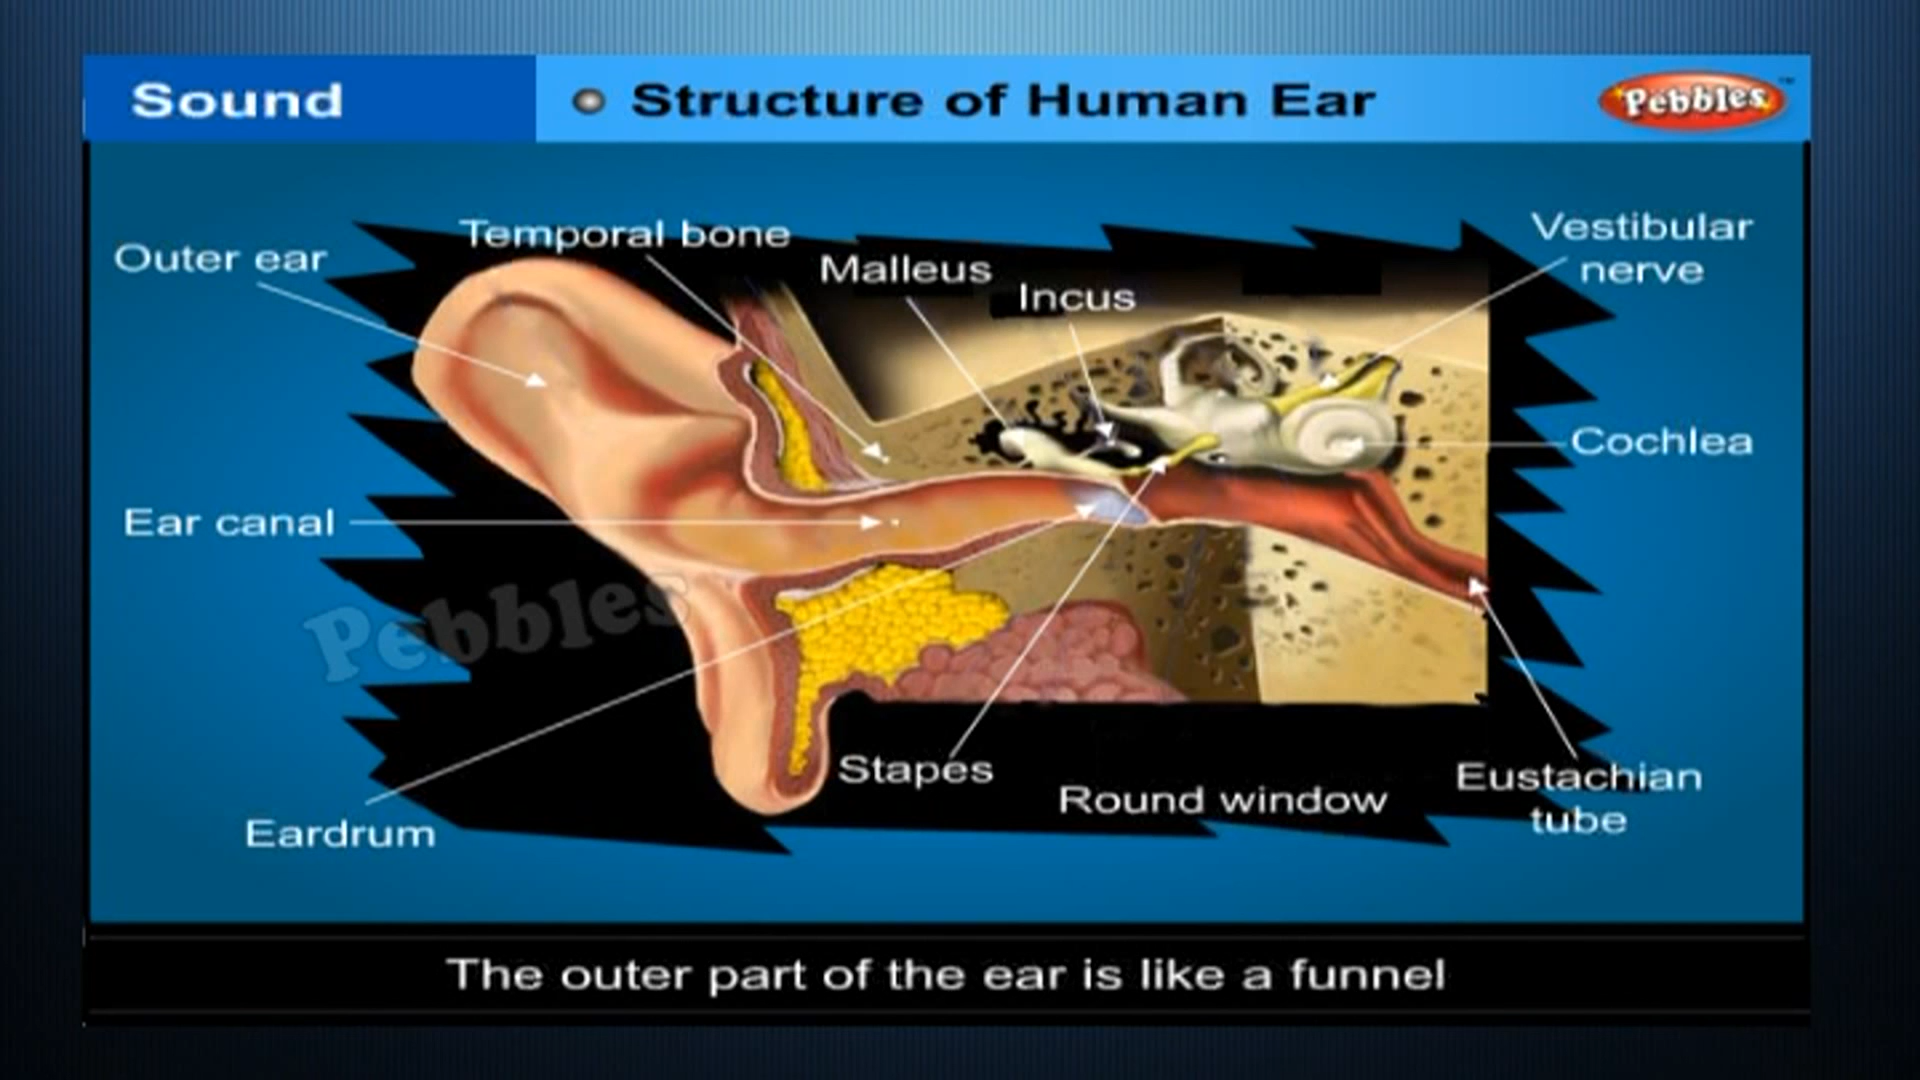 Sound
Structure of Human Ear
Pebbles™
Outer ear
Temporal bone
Malleus
Incus
Vestibular
nerve
Cochlea
Ear canal
Pebbles
Stapes
Round window
Eustachian
tube
Eardrum
The outer part of the ear is like a funnel